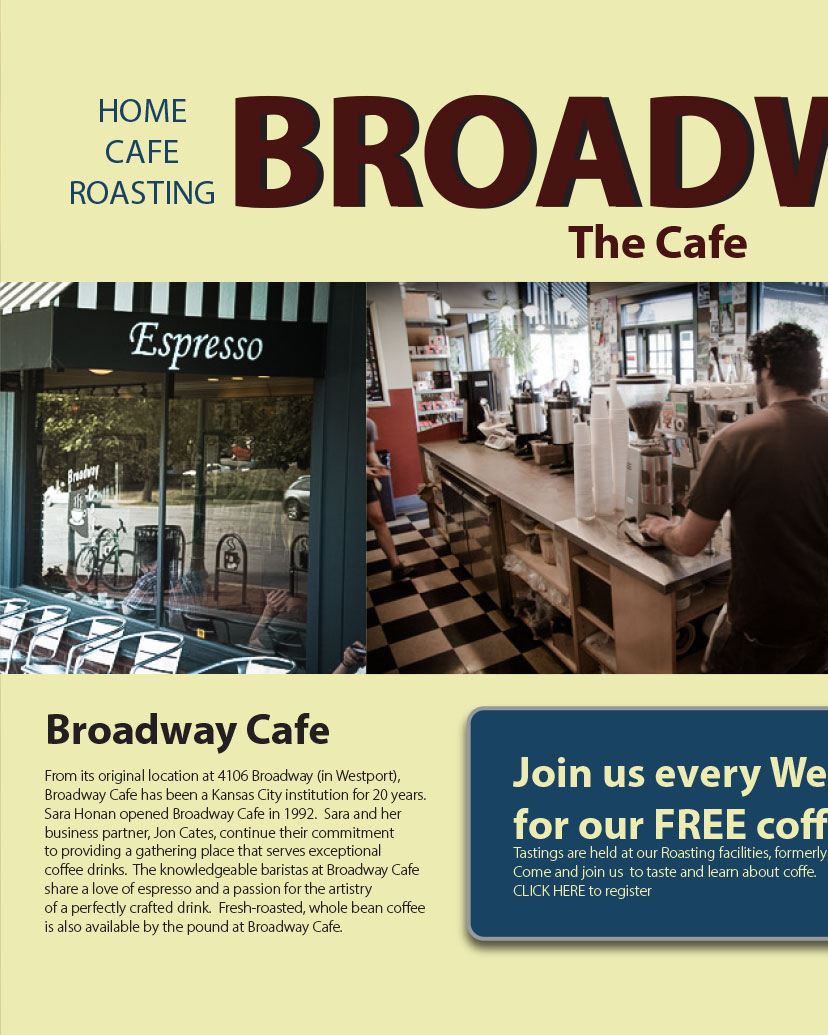 HOME
CAFE
ROASTING
BROADW
The Cafe
Espresso
Broadway
Broadway Cafe
From its original location at 4106 Broadway (in Westport),
Broadway Cafe has been a Kansas City institution for 20 years.
Sara Honan opened Broadway Cafe in 1992.  Sara and her
business partner, Jon Cates, continue their commitment
to providing a gathering place that serves exceptional
coffee drinks.  The knowledgeable baristas at Broadway Cafe
share a love of espresso and a passion for the artistry
of a perfectly crafted drink.  Fresh-roasted, whole bean coffee
is also available by the pound at Broadway Cafe.
Join us every We
for our FREE coff
Tastings are held at our Roasting facilities, formerly
Come and join us  to taste and learn about coffe.
CLICK HERE to register